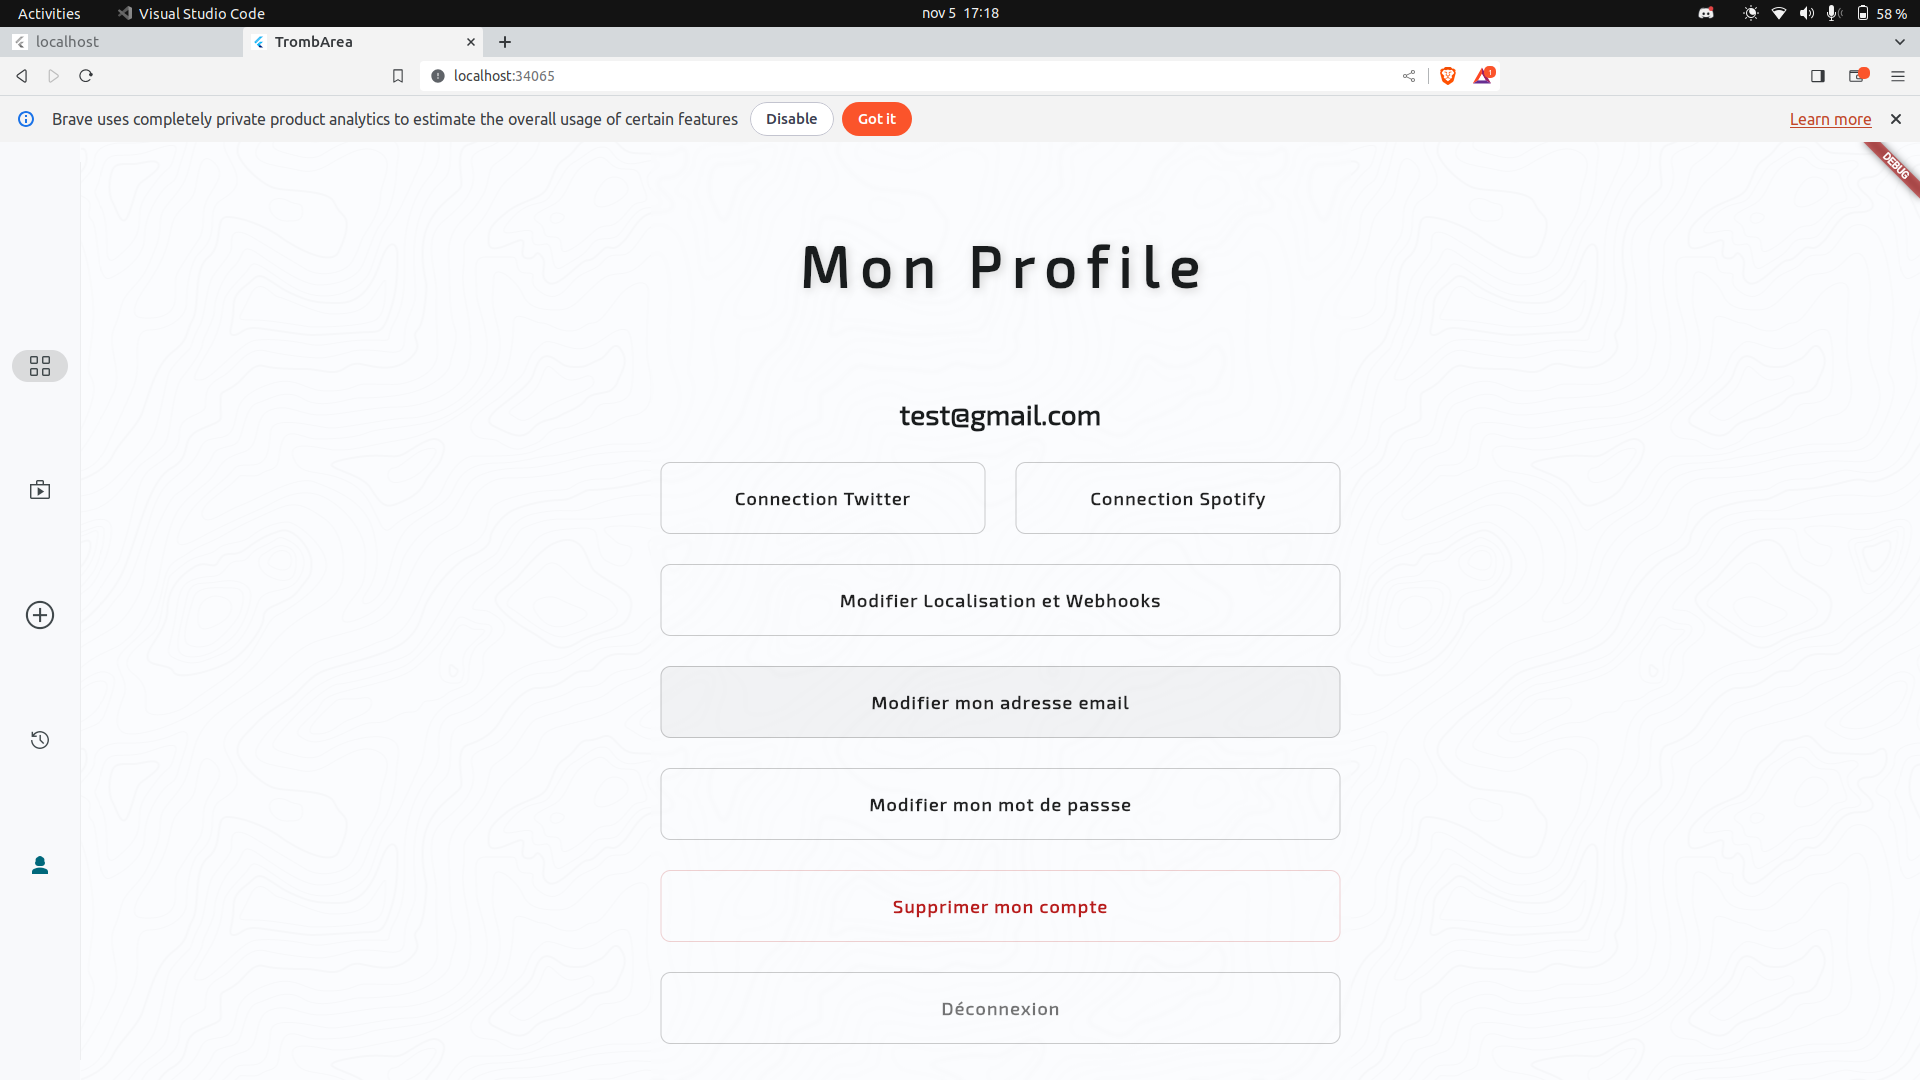 Activities Visual Studio Code nov 5 17:18 58 %
localhost TrombArea
localhost:34065 1
Brave uses completely private product analytics to estimate the overall usage of certain features Disable Got it Learn more
DEBUG
Mon Profile
test@gmail.com
Connection Twitter Connection Spotify
Modifier Localisation et Webhooks
Modifier mon adresse email
Modifier mon mot de passse
Supprimer mon compte
Déconnexion